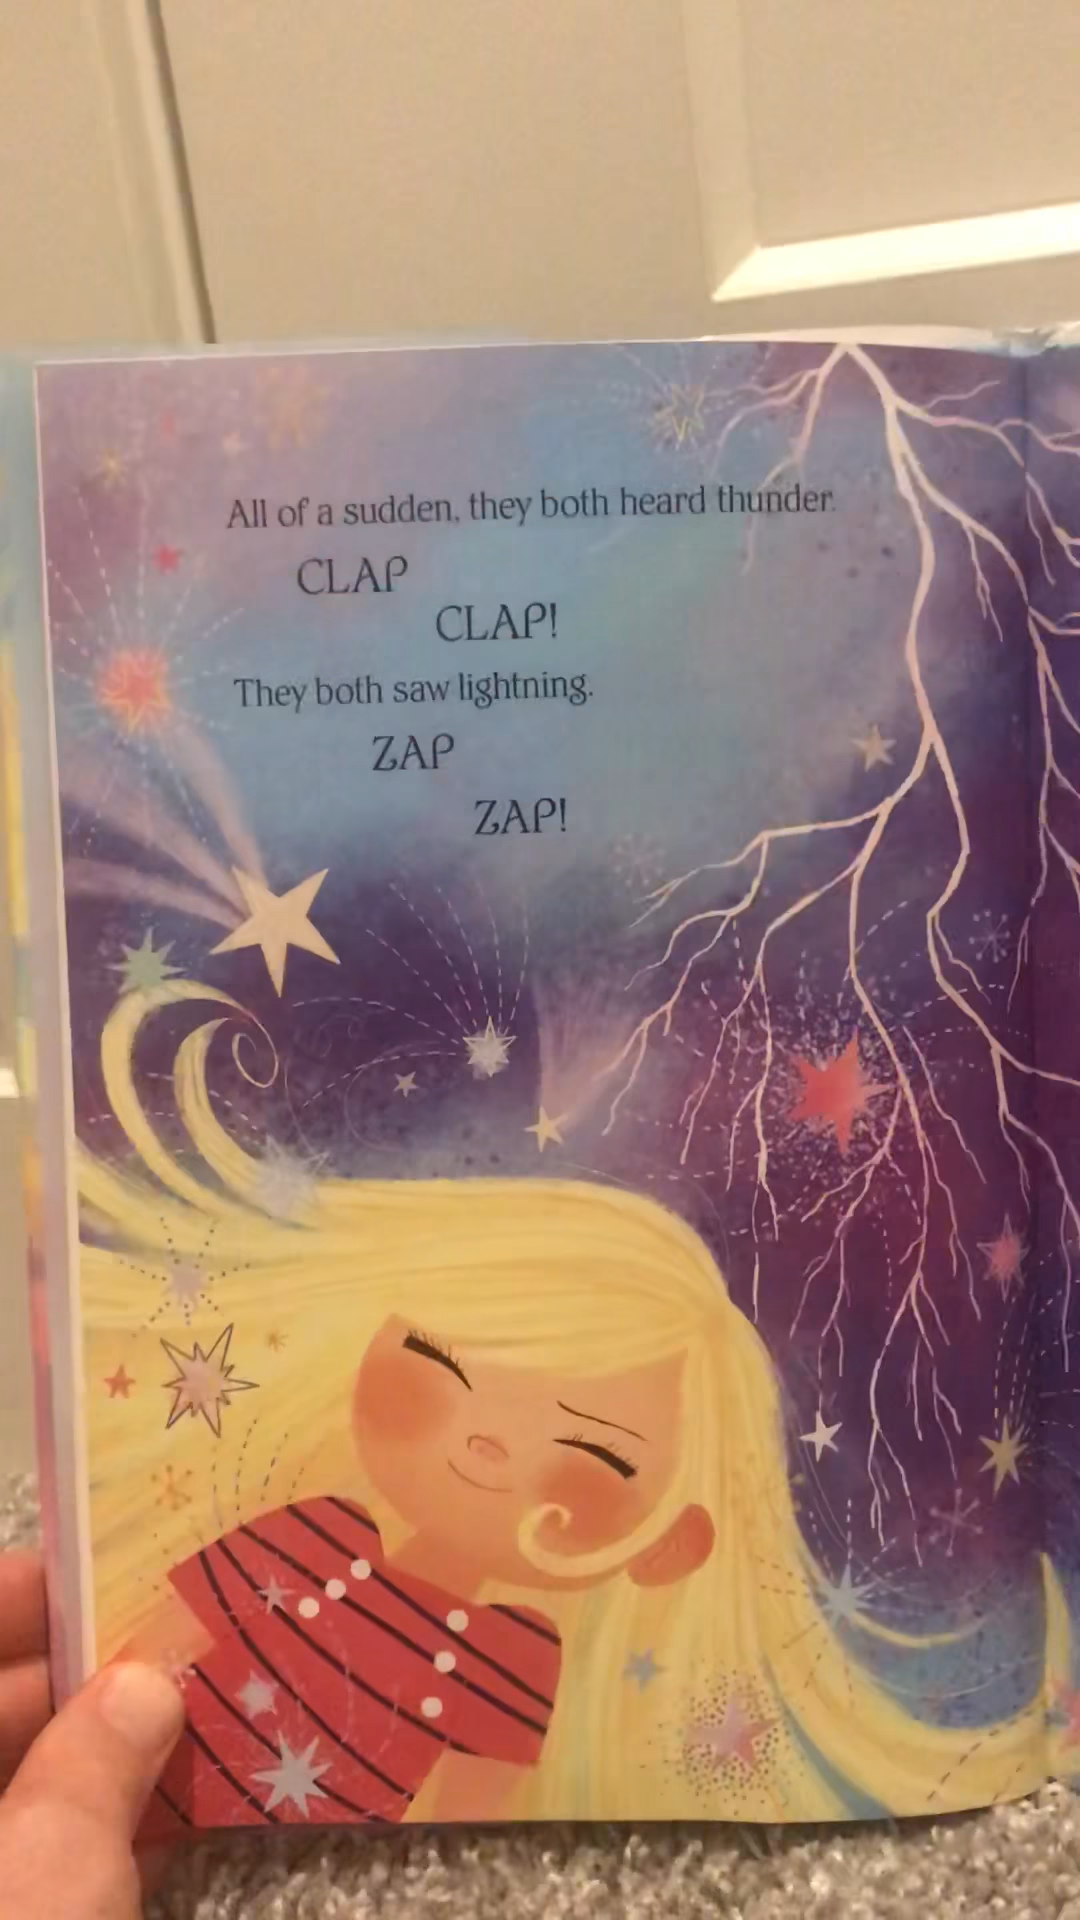 All of a sudden, they both heard thunder.
CLAP
CLAP!
They both saw lightning.
ZAP
ZAP!